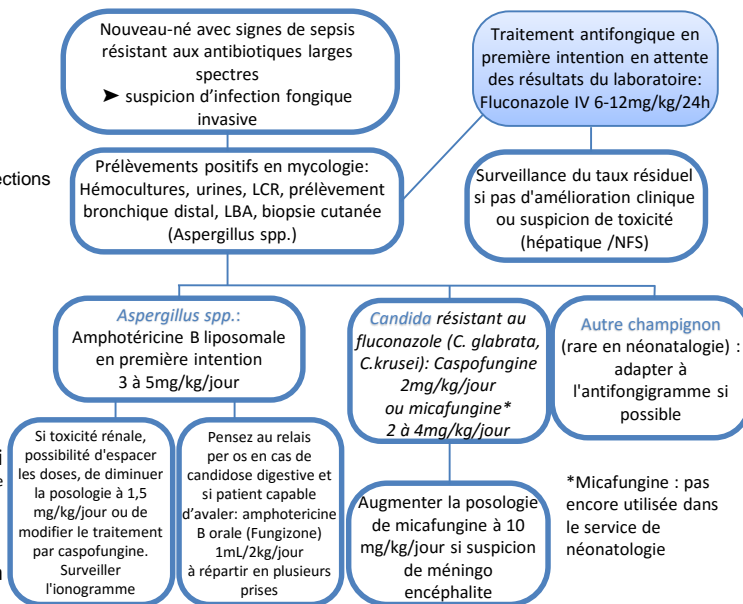 Nouveau-né avec signes de sepsis
résistant aux antibiotiques larges
spectres
➤ suspicion d'infection fongique
invasive
Traitement antifongique en
première intention en attente
des résultats du laboratoire:
Fluconazole IV 6-12mg/kg/24h
ections
Prélèvements positifs en mycologie:
Hémocultures, urines, LCR, prélèvement
bronchique distal, LBA, biopsie cutanée
(Aspergillus spp.)
Surveillance du taux résiduel
si pas d'amélioration clinique
ou suspicion de toxicité
(hépatique /NFS)
Aspergillus spp.:
Amphotéricine B liposomale
en première intention
3 à 5mg/kg/jour
Candida résistant au
fluconazole (C. glabrata,
C.krusei): Caspofungine
2mg/kg/jour
ou micafungine*
2 à 4mg/kg/jour
Autre champignon
(rare en néonatalogie) :
adapter à
l'antifongigramme si
possible
i
e
n
Si toxicité rénale,
possibilité d'espacer
les doses, de diminuer
la posologie à 1,5
mg/kg/jour ou de
modifier le traitement
par caspofungine.
Surveiller
l'ionogramme
Pensez au relais
per os en cas de
candidose digestive et
si patient capable
d'avaler: amphotericine
B orale (Fungizone)
1mL/2kg/jour
à répartir en plusieurs
prises
Augmenter la posologie
de micafungine à 10
mg/kg/jour si suspicion
de méningo
encéphalite
*Micafungine : pas
encore utilisée dans
le service de
néonatologie